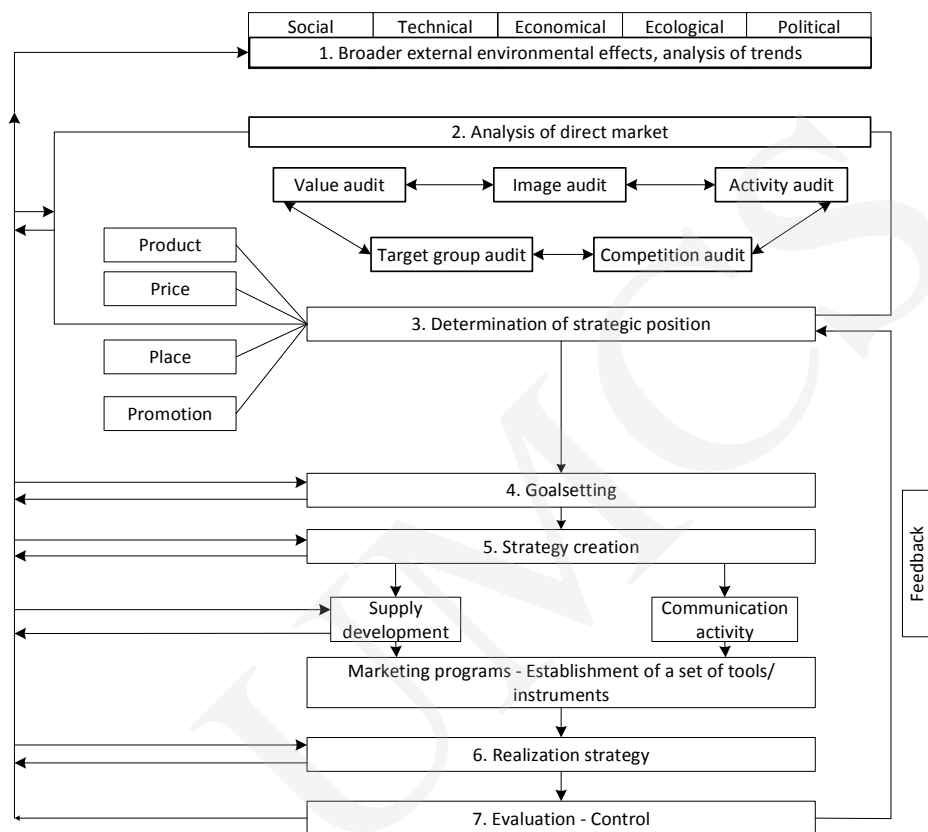 Social Technical Economical Ecological Political
1. Broader external environmental effects, analysis of trends
2. Analysis of direct market
Value audit Image audit Activity audit
Target group audit Competition audit
Product
Price
3. Determination of strategic position
Place
Promotion
4. Goalsetting
5. Strategy creation
Supply
development
Communication
activity
Marketing programs - Establishment of a set of tools/
instruments
6. Realization strategy
7. Evaluation - Control
Feedback
UMCS